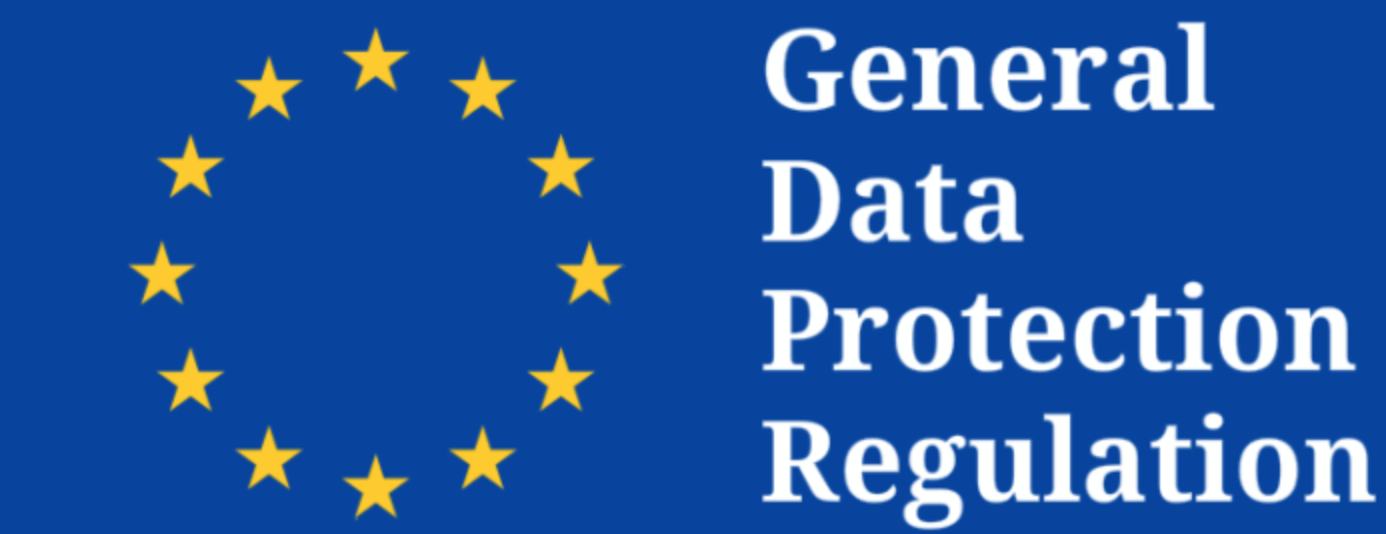 General
Data
Protection
Regulation